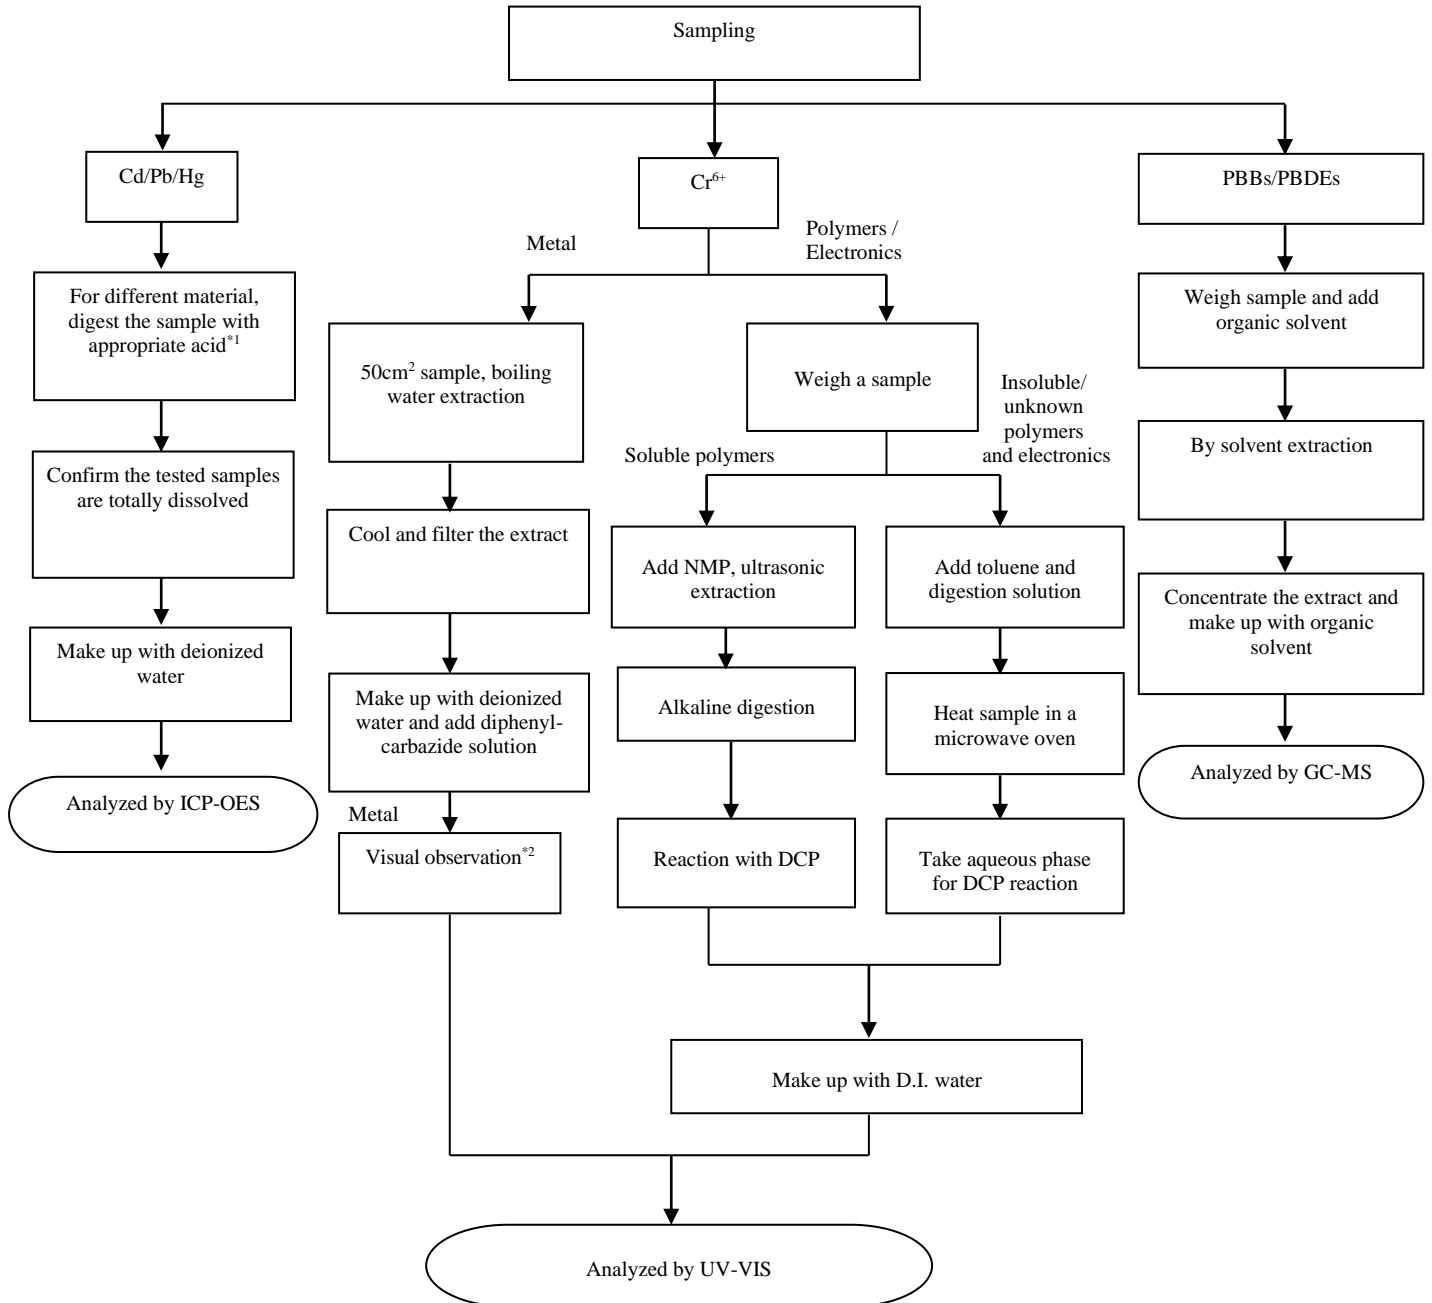 Sampling
Cd/Pb/Hg
Cr6+
PBBs/PBDEs
Metal
Polymers /
Electronics
For different material,
digest the sample with
appropriate acid*1
50cm2 sample, boiling
water extraction
Weigh a sample
Weigh sample and add
organic solvent
Insoluble/
unknown
polymers
and electronics
Soluble polymers
Confirm the tested samples
are totally dissolved
Cool and filter the extract
Add NMP, ultrasonic
extraction
Add toluene and
digestion solution
By solvent extraction
Make up with deionized
water
Make up with deionized
water and add diphenyl-
carbazide solution
Alkaline digestion
Heat sample in a
microwave oven
Concentrate the extract and
make up with organic
solvent
Analyzed by ICP-OES
Metal
Visual observation*2
Reaction with DCP
Take aqueous phase
for DCP reaction
Analyzed by GC-MS
Make up with D.I. water
Analyzed by UV-VIS